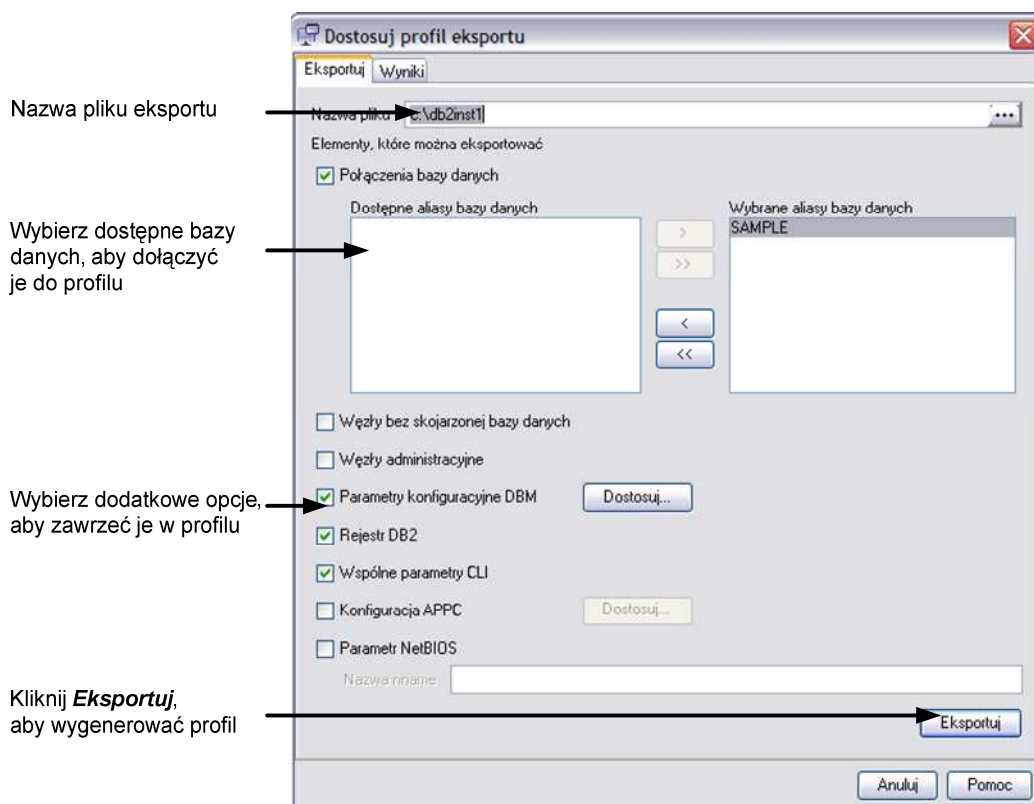 Dostosuj profil eksportu
Eksportuj Wyniki
Nazwa pliku eksportu
Nazwa pliku c:\db2inst1 ...
Elementy, które można eksportować
Połączenia bazy danych
Dostępne aliasy bazy danych
Wybrane aliasy bazy danych
SAMPLE
Wybierz dostępne bazy
danych, aby dołączyć
je do profilu
>
>>
<
<<
Węzły bez skojarzonej bazy danych
Węzły administracyjne
Wybierz dodatkowe opcje,
aby zawrzeć je w profilu
Parametry konfiguracyjne DBM Dostosuj...
Rejestr DB2
Wspólne parametry CLI
Konfiguracja APPC Dostosuj...
Parametr NetBIOS
Nazwa nname
Kliknij Eksportuj,
aby wygenerować profil
Eksportuj
Anuluj Pomoc